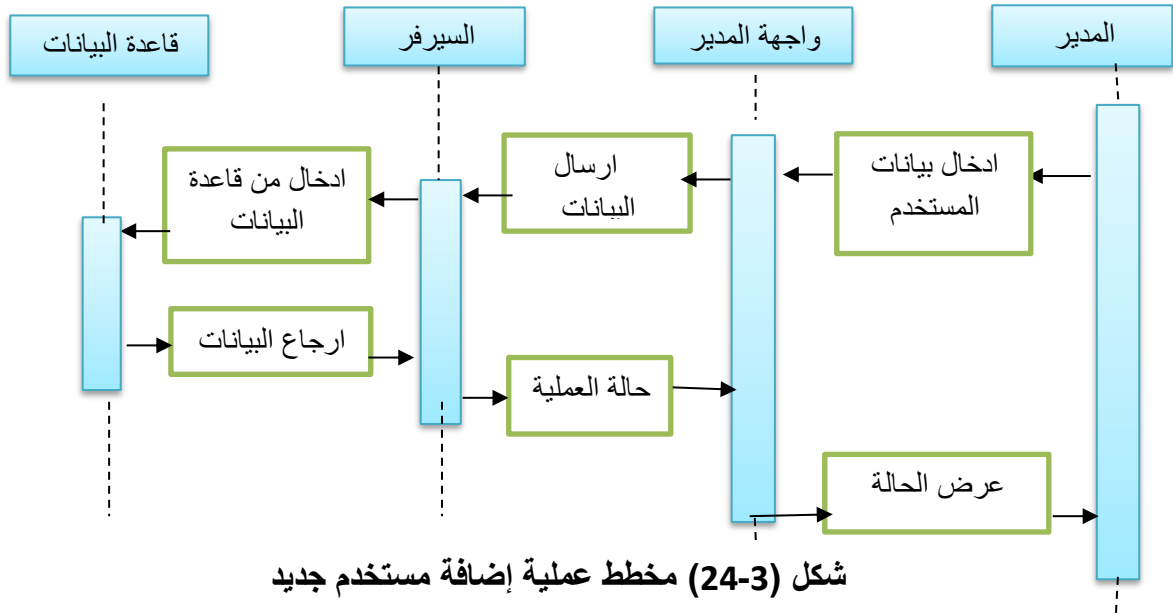 المدير
واجهة المدير
السيرفر
قاعدة البيانات
ادخال بيانات
المستخدم
ارسال
البيانات
ادخال من قاعدة
البيانات
ارجاع البيانات
حالة العملية
عرض الحالة
شكل (3-24) مخطط عملية إضافة مستخدم جديد